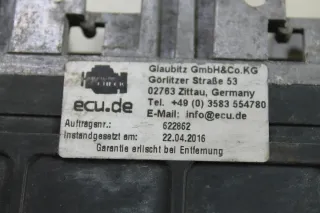 Glaubitz GmbH&Co.KG
Görlitzer Straße 53
02763 Zittau, Germany
ecu.de
Tel. +49 (0) 3583 554780
E-Mail: info@ecu.de
Auftragsnr.: 622862
Instandgesetzt am: 22.04.2016
Garantie erlischt bei Entfernung